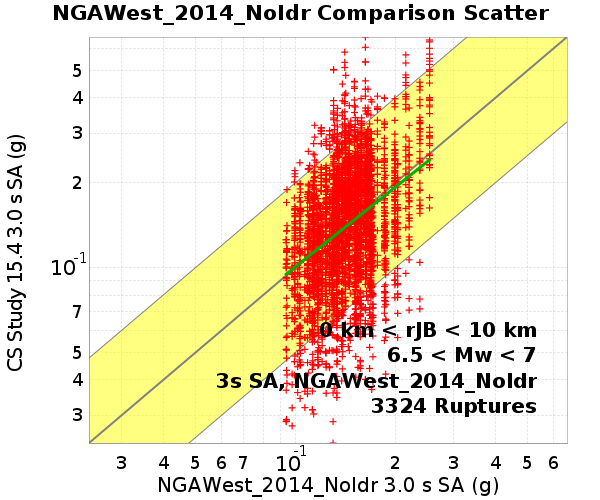 NGAWest_2014_NoIdr Comparison Scatter
CS Study 15.4 3.0 s SA (g)
5
4
3
2
10^-1
7
5
4
3
0 km < rJB < 10 km
6.5 < Mw < 7
3s SA, NGAWest_2014_NoIdr
3324 Ruptures
3 4 5 6 7 10^-1 2 3 4 5 6
NGAWest_2014_NoIdr 3.0 s SA (g)